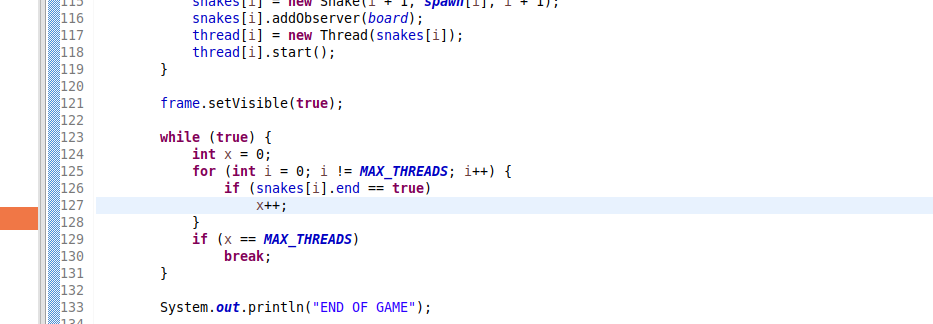 115 snakes[i] = new Snake(i + 1, spawn[i], i + 1);
116 snakes[i].addObserver(board);
117 thread[i] = new Thread(snakes[i]);
118 thread[i].start();
119 }
120
121 frame.setVisible(true);
122
123 while (true) {
124 int x = 0;
125 for (int i = 0; i != MAX_THREADS; i++) {
126 if (snakes[i].end == true)
127 x++;
128 }
129 if (x == MAX_THREADS)
130 break;
131 }
132
133 System.out.println("END OF GAME");
134